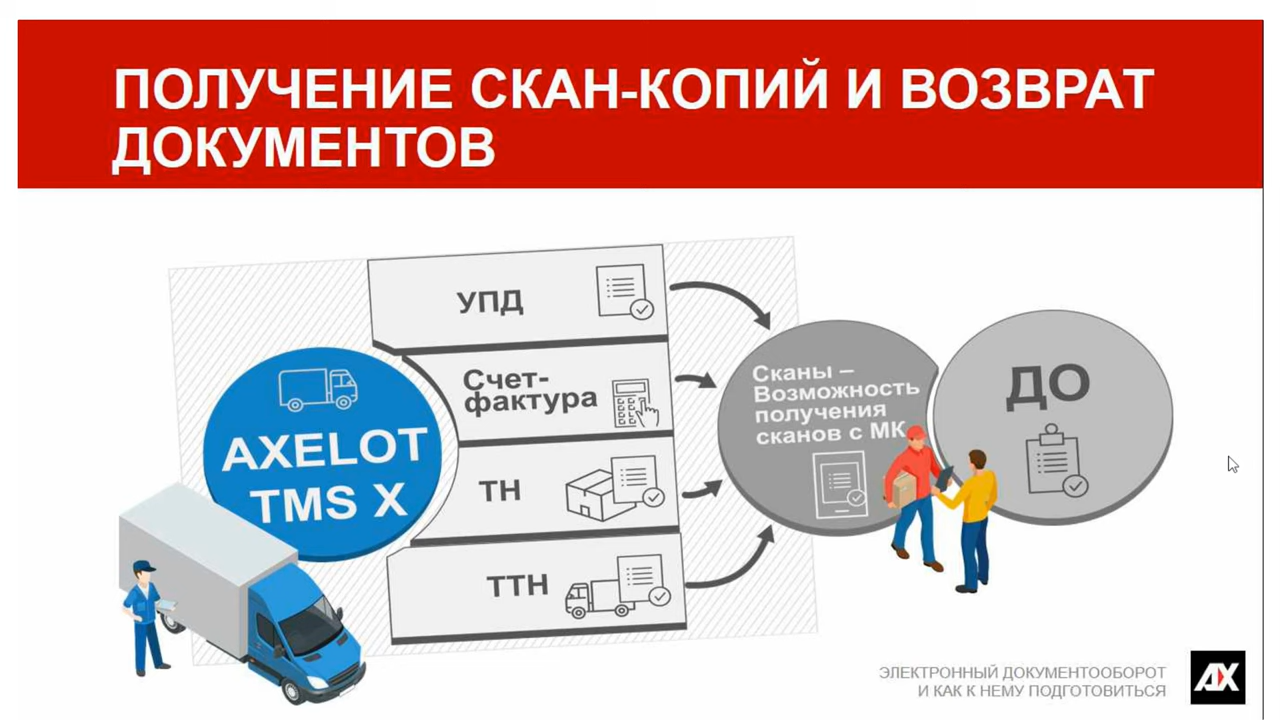 ПОЛУЧЕНИЕ СКАН-КОПИЙ И ВОЗВРАТ
ДОКУМЕНТОВ
AXELOT
TMS X
УПД
Счет-
фактура
ТН
ТТН
Сканы –
Возможность
получения
сканов с МК
ДО
ЭЛЕКТРОННЫЙ ДОКУМЕНТООБОРОТ
И КАК К НЕМУ ПОДГОТОВИТЬСЯ
AX